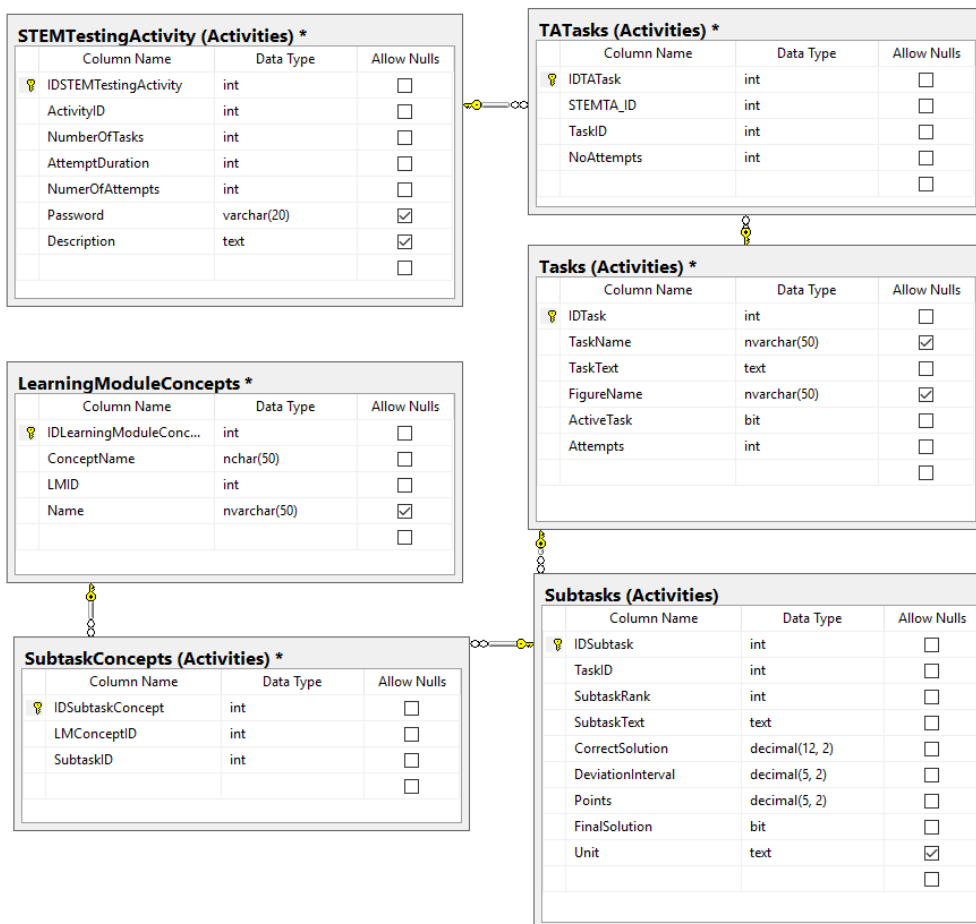 STEMTestingActivity (Activities) *
Column Name Data Type Allow Nulls
IDSTEMTestingActivity int
ActivityID int
NumberOfTasks int
AttemptDuration int
NumerOfAttempts int
Password varchar(20)
Description text
TATasks (Activities) *
Column Name Data Type Allow Nulls
IDTATask int
STEMTA_ID int
TaskID int
NoAttempts int
Tasks (Activities) *
Column Name Data Type Allow Nulls
IDTask int
TaskName nvarchar(50)
TaskText text
FigureName nvarchar(50)
ActiveTask bit
Attempts int
LearningModuleConcepts *
Column Name Data Type Allow Nulls
IDLearningModuleConc... int
ConceptName nchar(50)
LMID int
Name nvarchar(50)
SubtaskConcepts (Activities) *
Column Name Data Type Allow Nulls
IDSubtaskConcept int
LMConceptID int
SubtaskID int
Subtasks (Activities)
Column Name Data Type Allow Nulls
IDSubtask int
TaskID int
SubtaskRank int
SubtaskText text
CorrectSolution decimal(12, 2)
DeviationInterval decimal(5, 2)
Points decimal(5, 2)
FinalSolution bit
Unit text